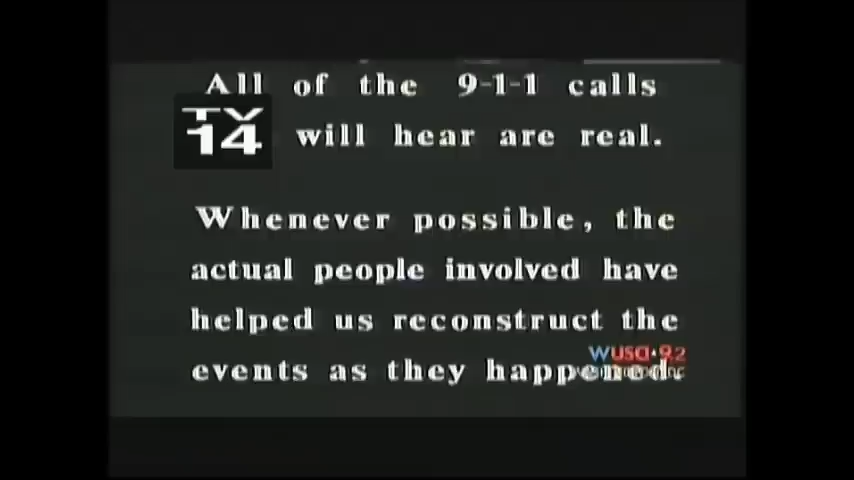 All of the 9-1-1 calls
TV
14
will hear are real.
Whenever possible, the
actual people involved have
helped us reconstruct the
events as they happened.
WUSA 9.2